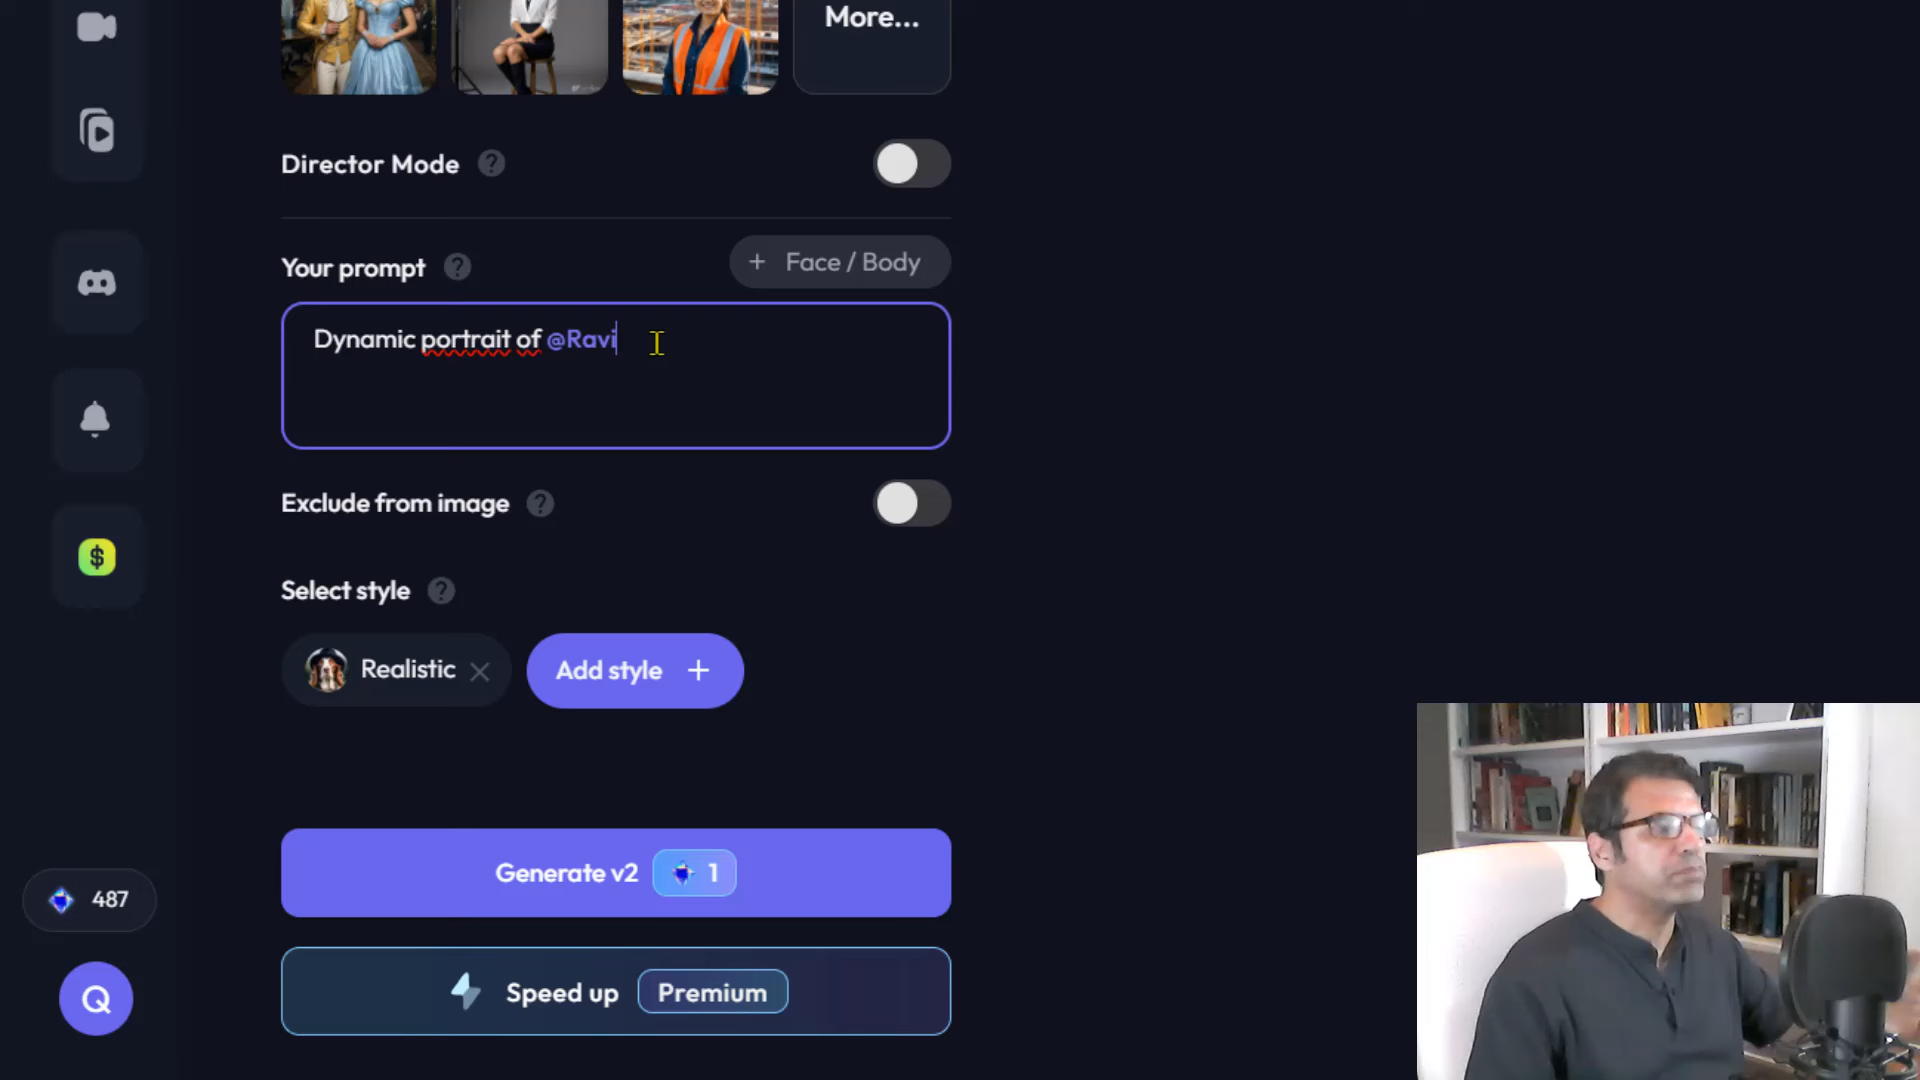 More...
Director Mode ?
Your prompt ?
+ Face / Body
Dynamic portrait of @Ravi
Exclude from image ?
Select style ?
Realistic
Add style +
Generate v2 1
487
Speed up Premium
Q
$